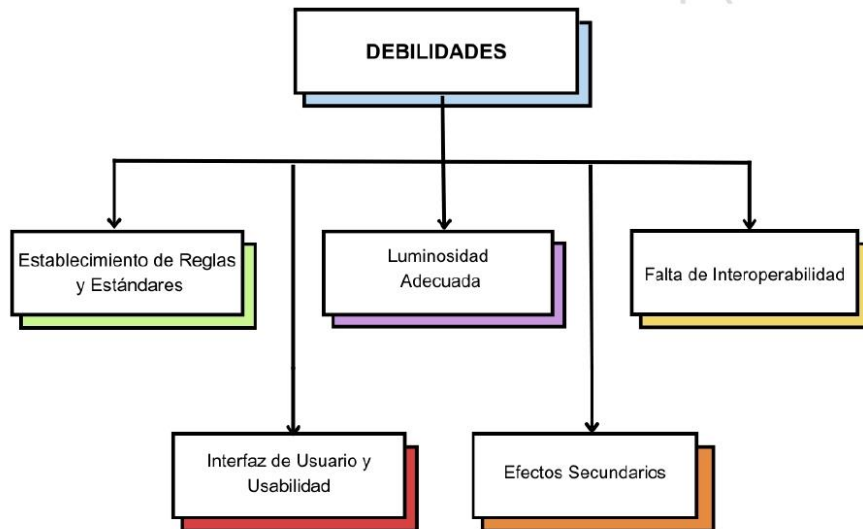 DEBILIDADES
Establecimiento de Reglas
y Estándares
Luminosidad
Adecuada
Falta de Interoperabilidad
Interfaz de Usuario y
Usabilidad
Efectos Secundarios